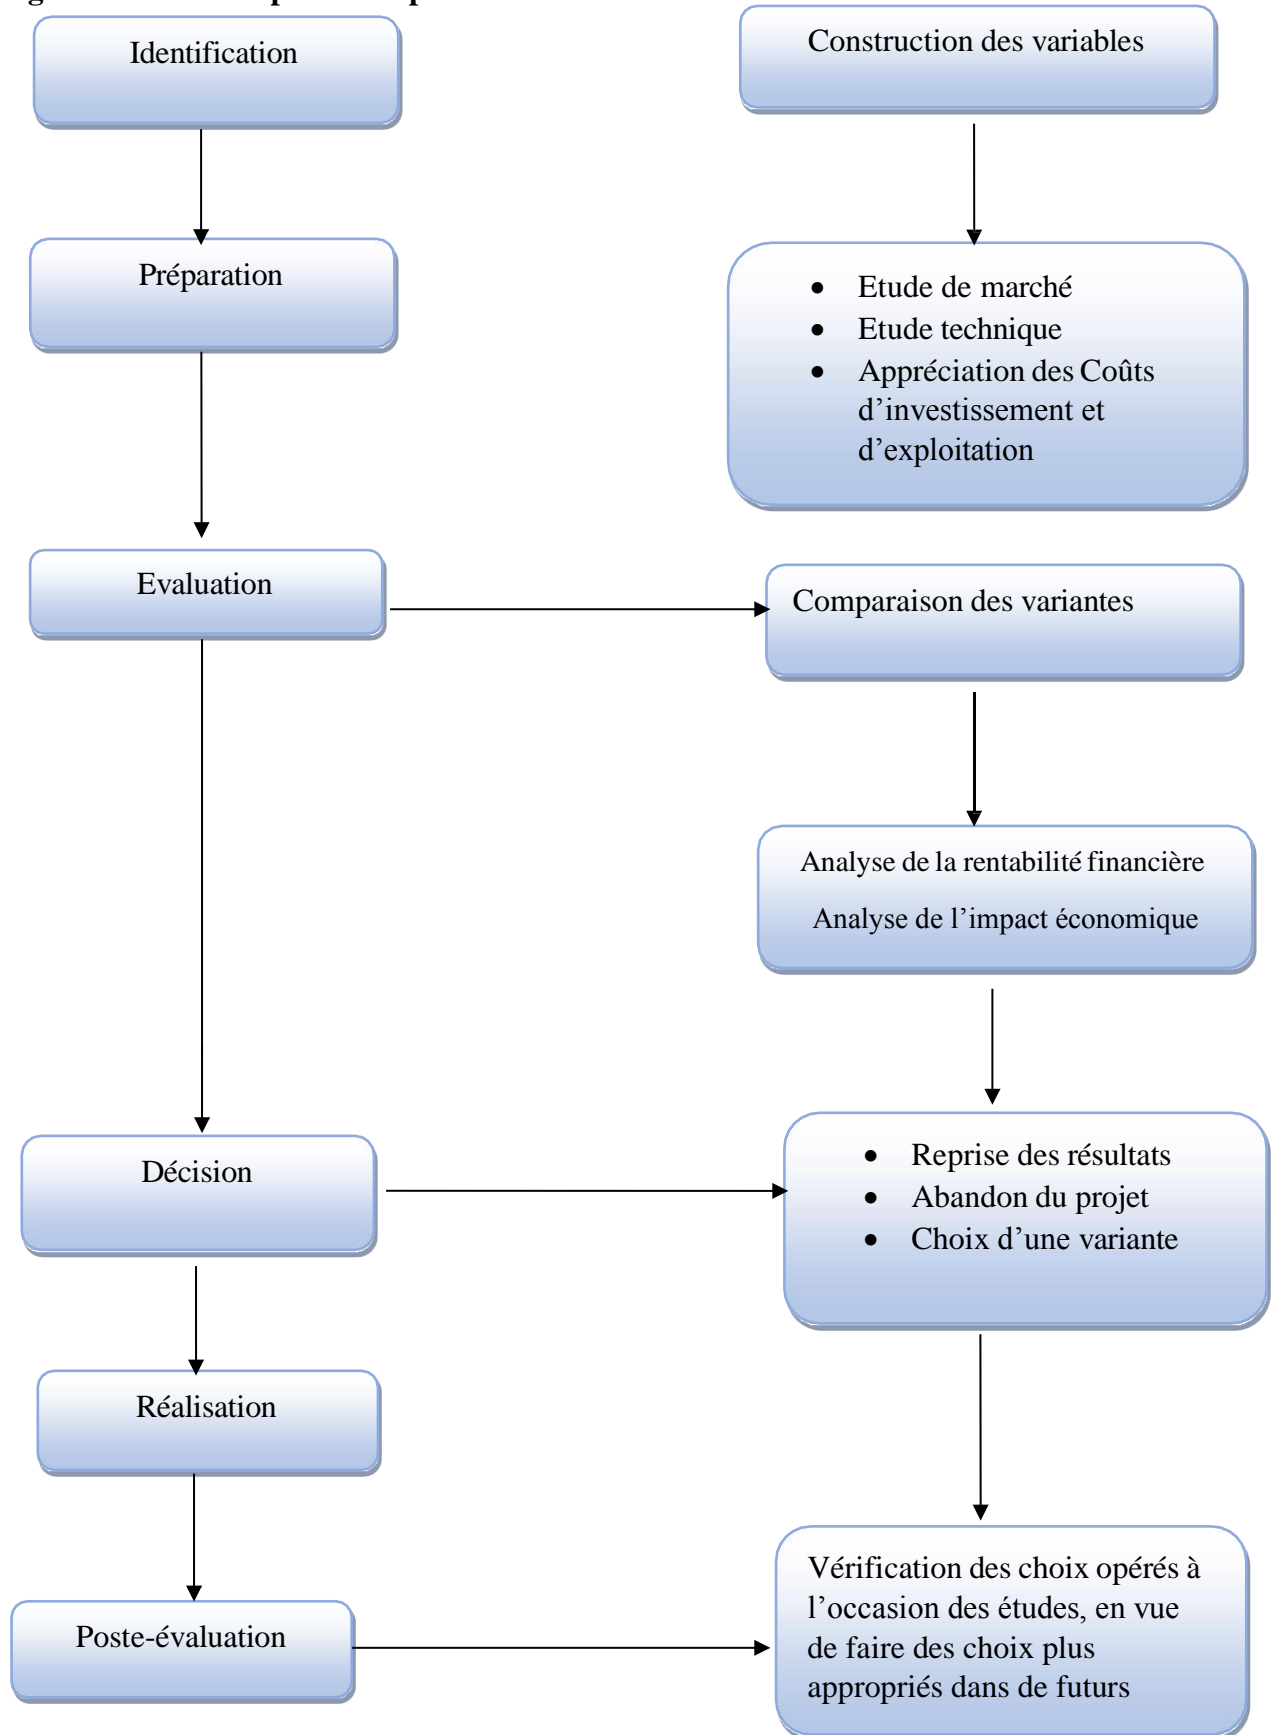 Identification
Construction des variables
Préparation
• Etude de marché
• Etude technique
• Appréciation des Coûts
d’investissement et
d’exploitation
Evaluation
Comparaison des variantes
Analyse de la rentabilité financière
Analyse de l’impact économique
Décision
• Reprise des résultats
• Abandon du projet
• Choix d’une variante
Réalisation
Poste-évaluation
Vérification des choix opérés à
l’occasion des études, en vue
de faire des choix plus
appropriés dans de futurs